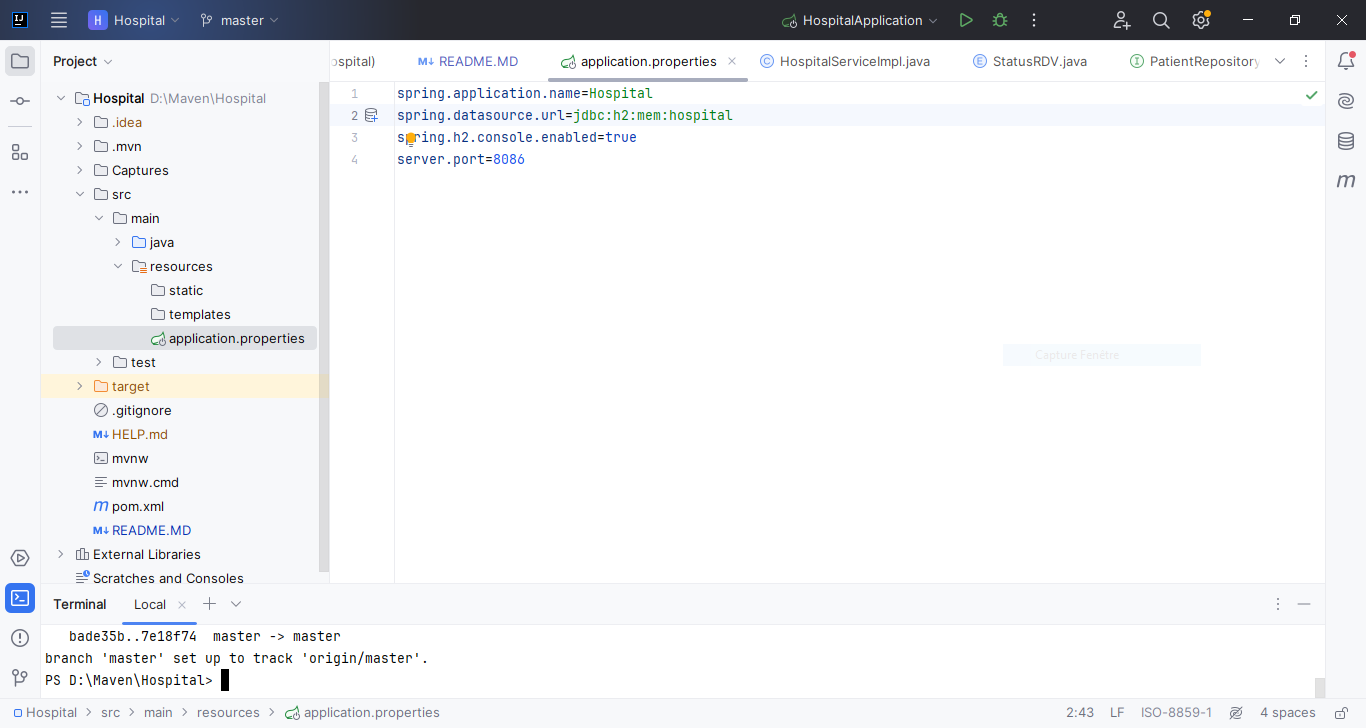 H Hospital master HospitalApplication
Project
ospital) README.MD application.properties HospitalServiceImpl.java StatusRDV.java PatientRepository
Hospital D:\Maven\Hospital
.idea
.mvn
Captures
src
main
java
resources
static
templates
application.properties
test
target
.gitignore
M↓ HELP.md
mvnw
mvnw.cmd
m pom.xml
M↓ README.MD
External Libraries
Scratches and Consoles
1 spring.application.name=Hospital
2 spring.datasource.url=jdbc:h2:mem:hospital
3 spring.h2.console.enabled=true
4 server.port=8086
Capture Fenêtre
Terminal Local
bade35b..7e18f74 master -> master
branch 'master' set up to track 'origin/master'.
PS D:\Maven\Hospital>
Hospital > src > main > resources > application.properties 2:43 LF ISO-8859-1 4 spaces